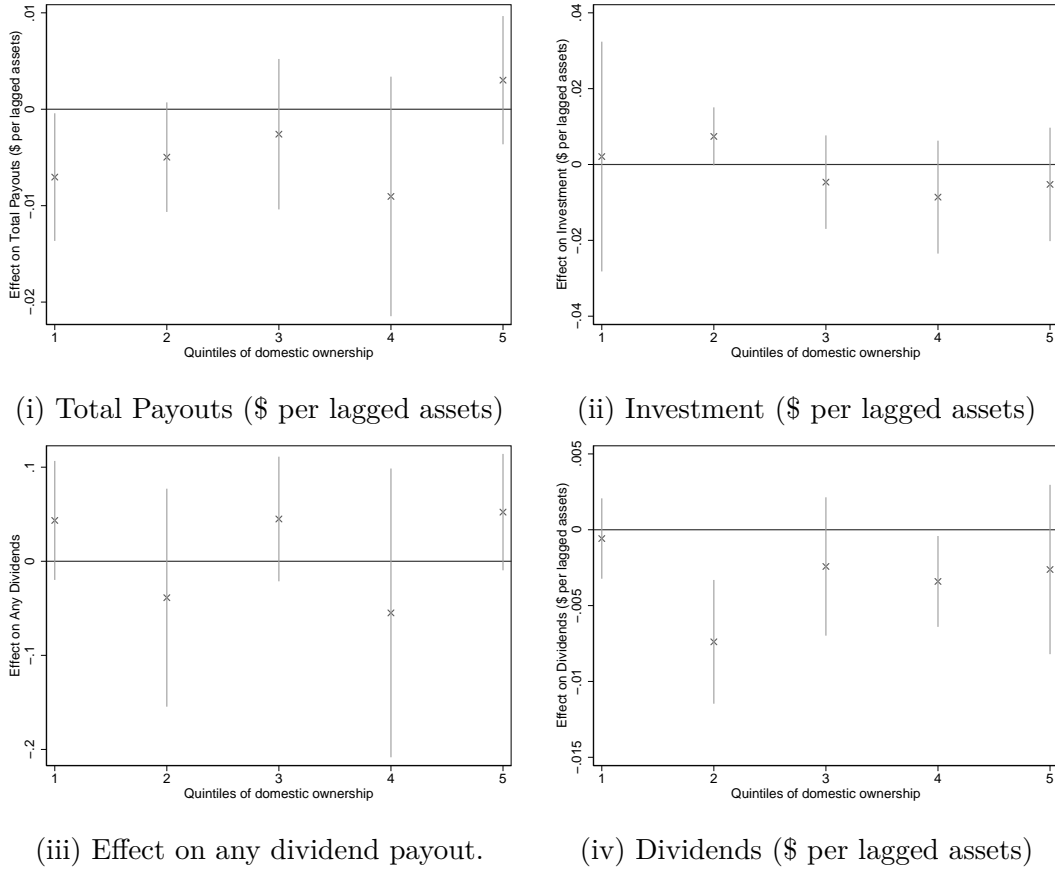 Effect on Total Payouts ($ per lagged assets)
.01
0
-.01
-.02
1 2 3 4 5
Quintiles of domestic ownership
Effect on Investment ($ per lagged assets)
.04
.02
0
-.02
-.04
1 2 3 4 5
Quintiles of domestic ownership
(i) Total Payouts ($ per lagged assets)
(ii) Investment ($ per lagged assets)
Effect on Any Dividends
.1
0
-.1
-.2
1 2 3 4 5
Quintiles of domestic ownership
Effect on Dividends ($ per lagged assets)
.005
0
-.005
-.01
-.015
1 2 3 4 5
Quintiles of domestic ownership
(iii) Effect on any dividend payout.
(iv) Dividends ($ per lagged assets)